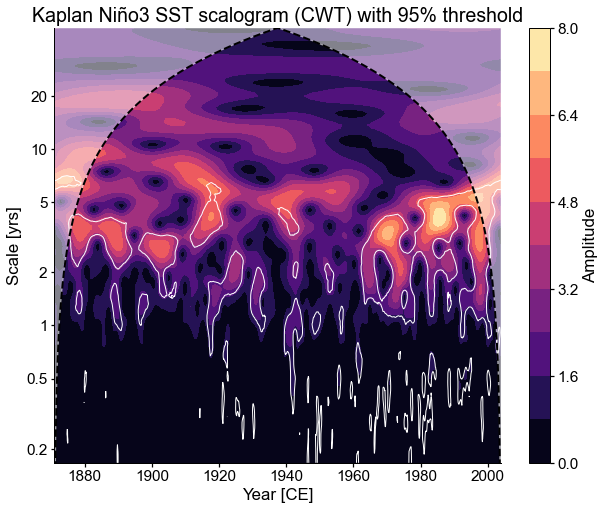 Kaplan Niño3 SST scalogram (CWT) with 95% threshold
8.0
6.4
4.8
3.2
1.6
0.0
Amplitude
20
10
5
2
1
0.5
0.2
Scale [yrs]
1880 1900 1920 1940 1960 1980 2000
Year [CE]